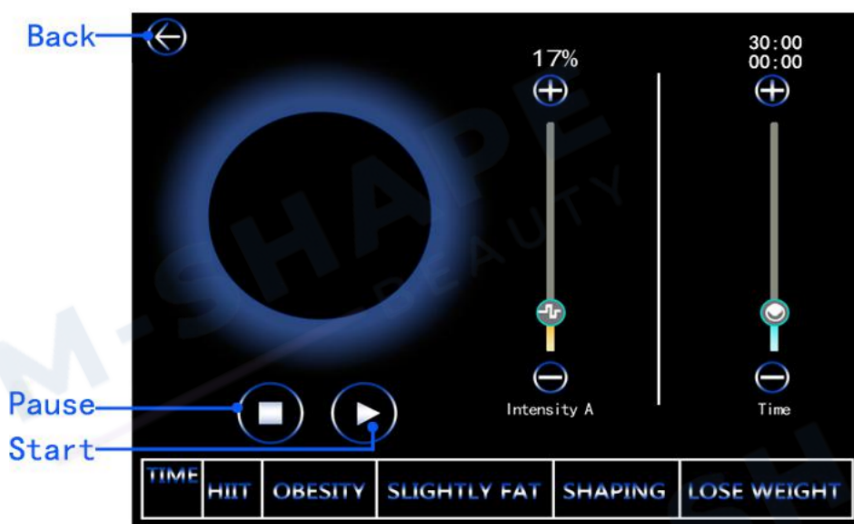 Back
17%
30:00
00:00
Intensity A
Time
Pause
Start
TIME
HIIT
OBESITY
SLIGHTLY FAT
SHAPING
LOSE WEIGHT
M-SHAPE
BEAUTY
SH